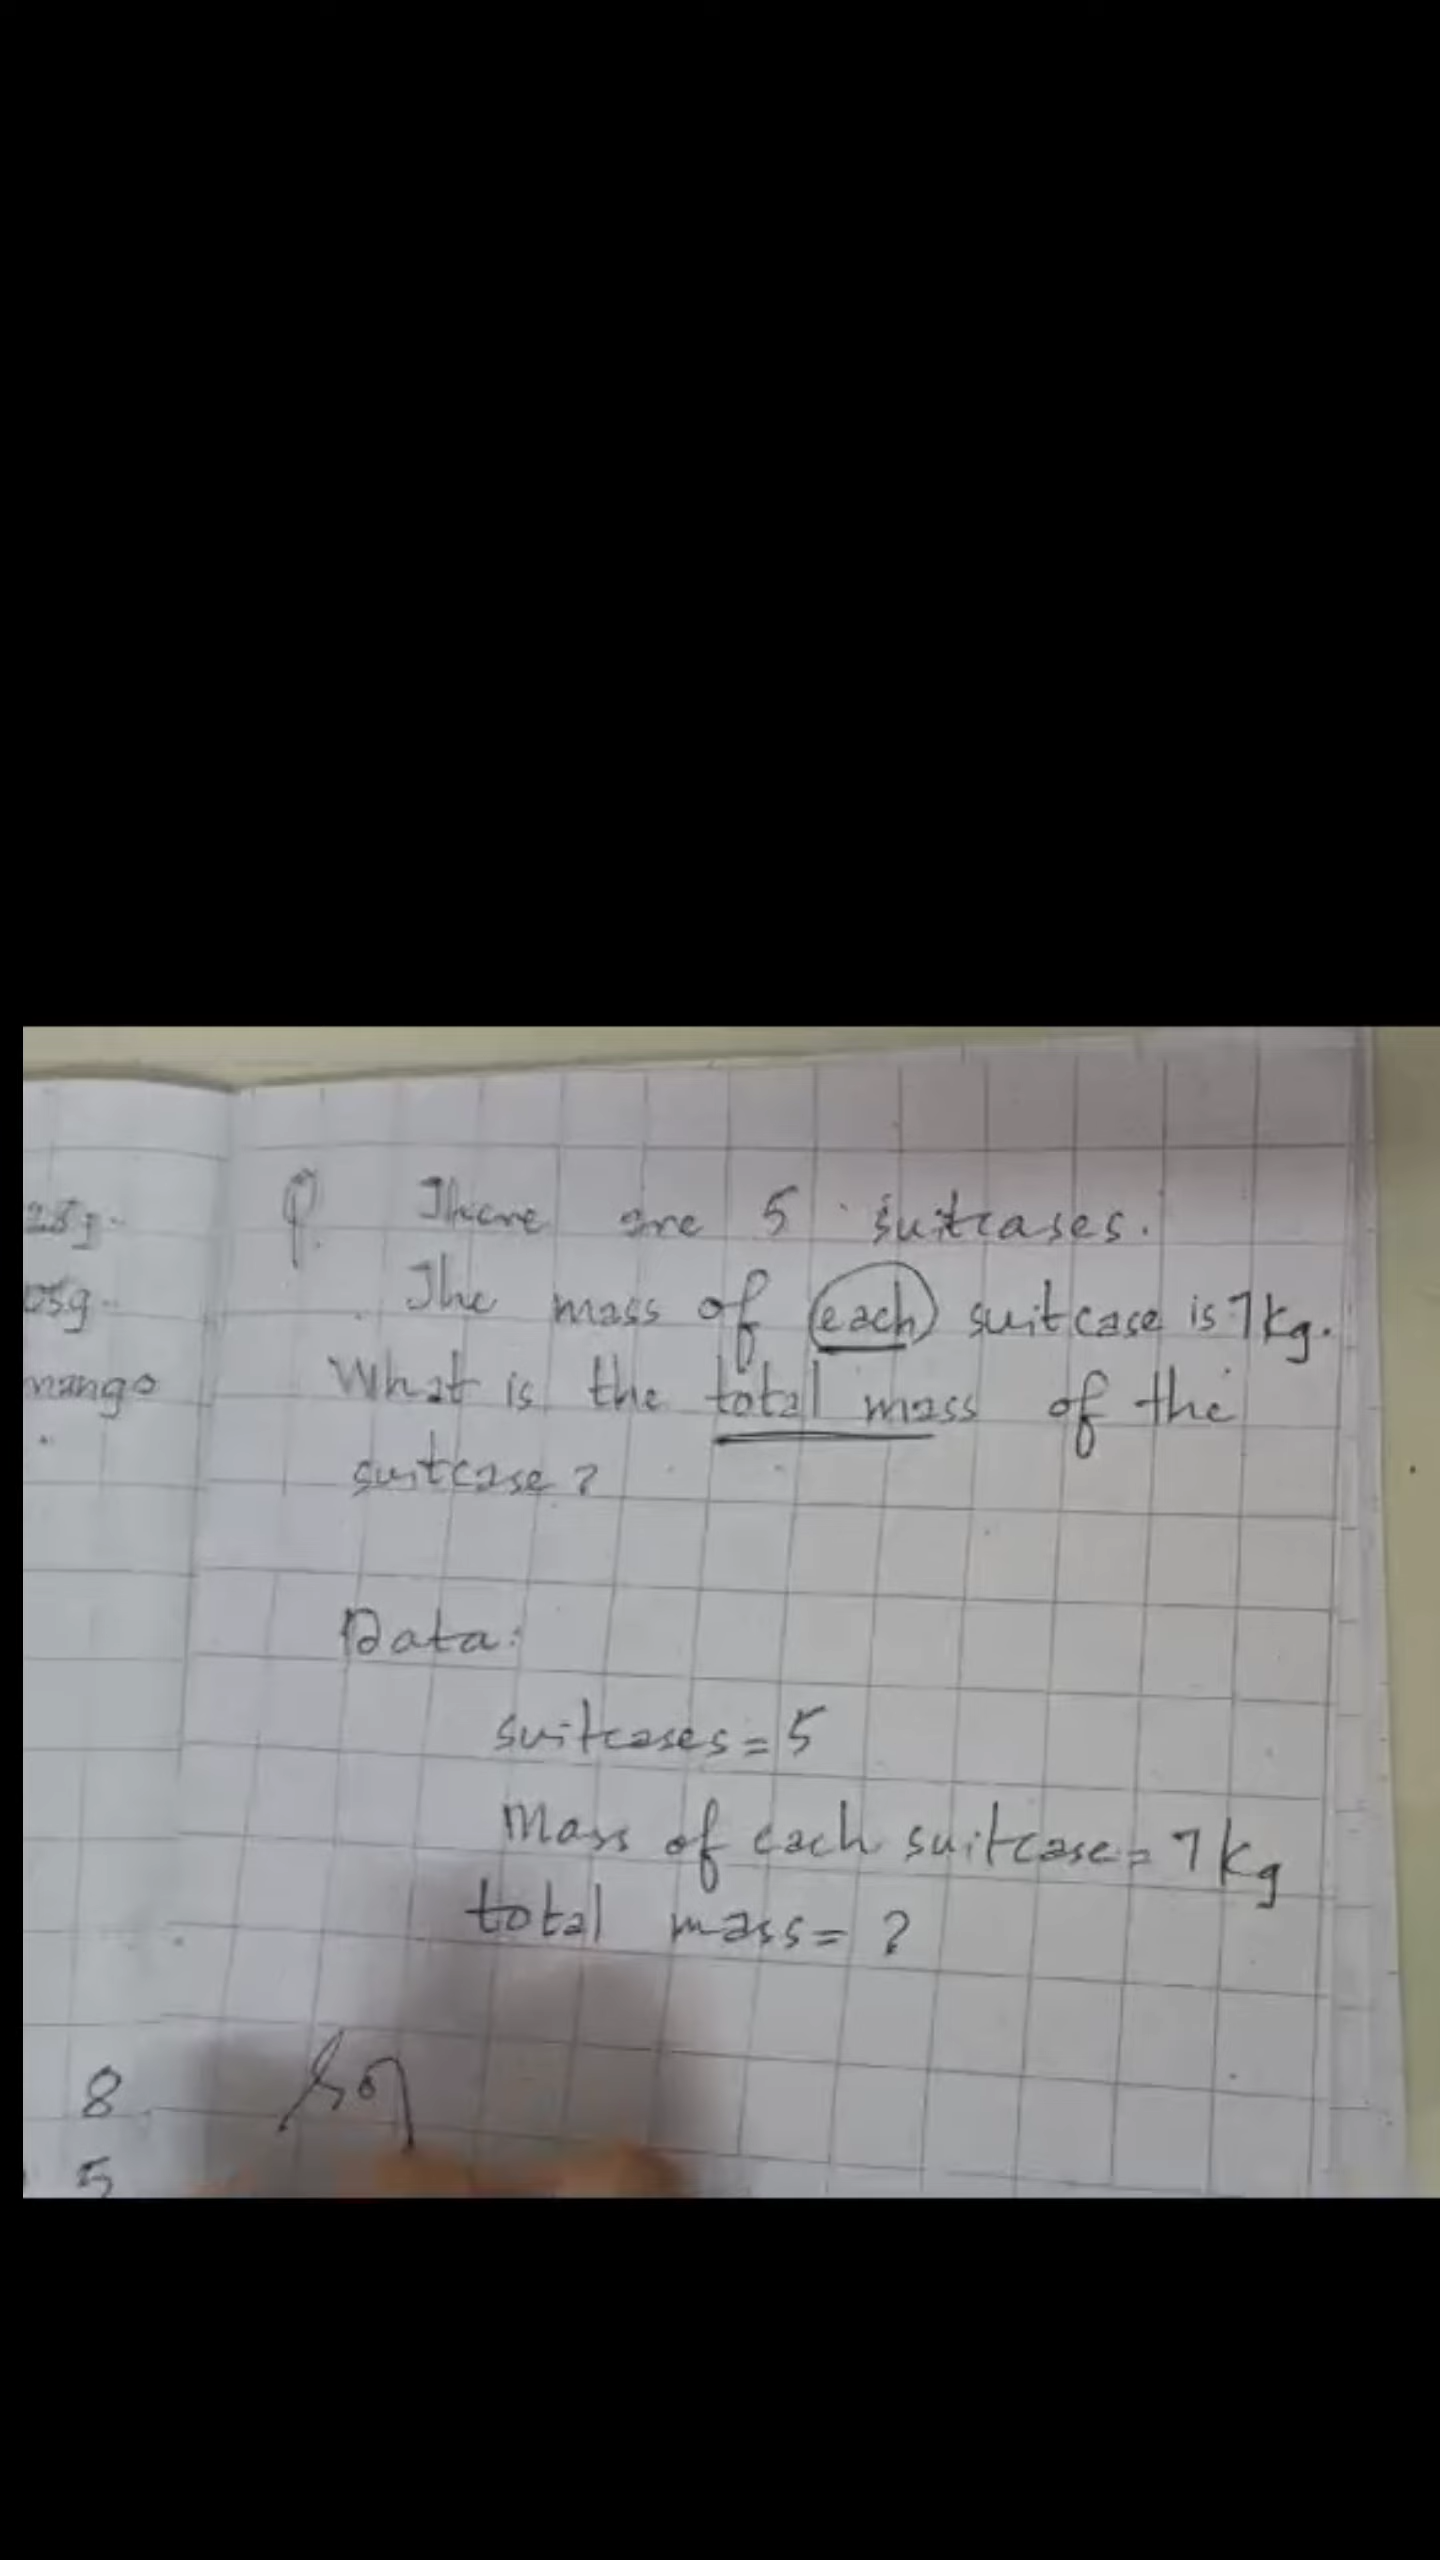 Q. There are 5 suitcases.
The mass of each suitcase is 7kg.
What is the total mass of the
suitcase?
Data:
suitcases = 5
Mass of each suitcase = 7kg
total mass = ?
mango
8
5